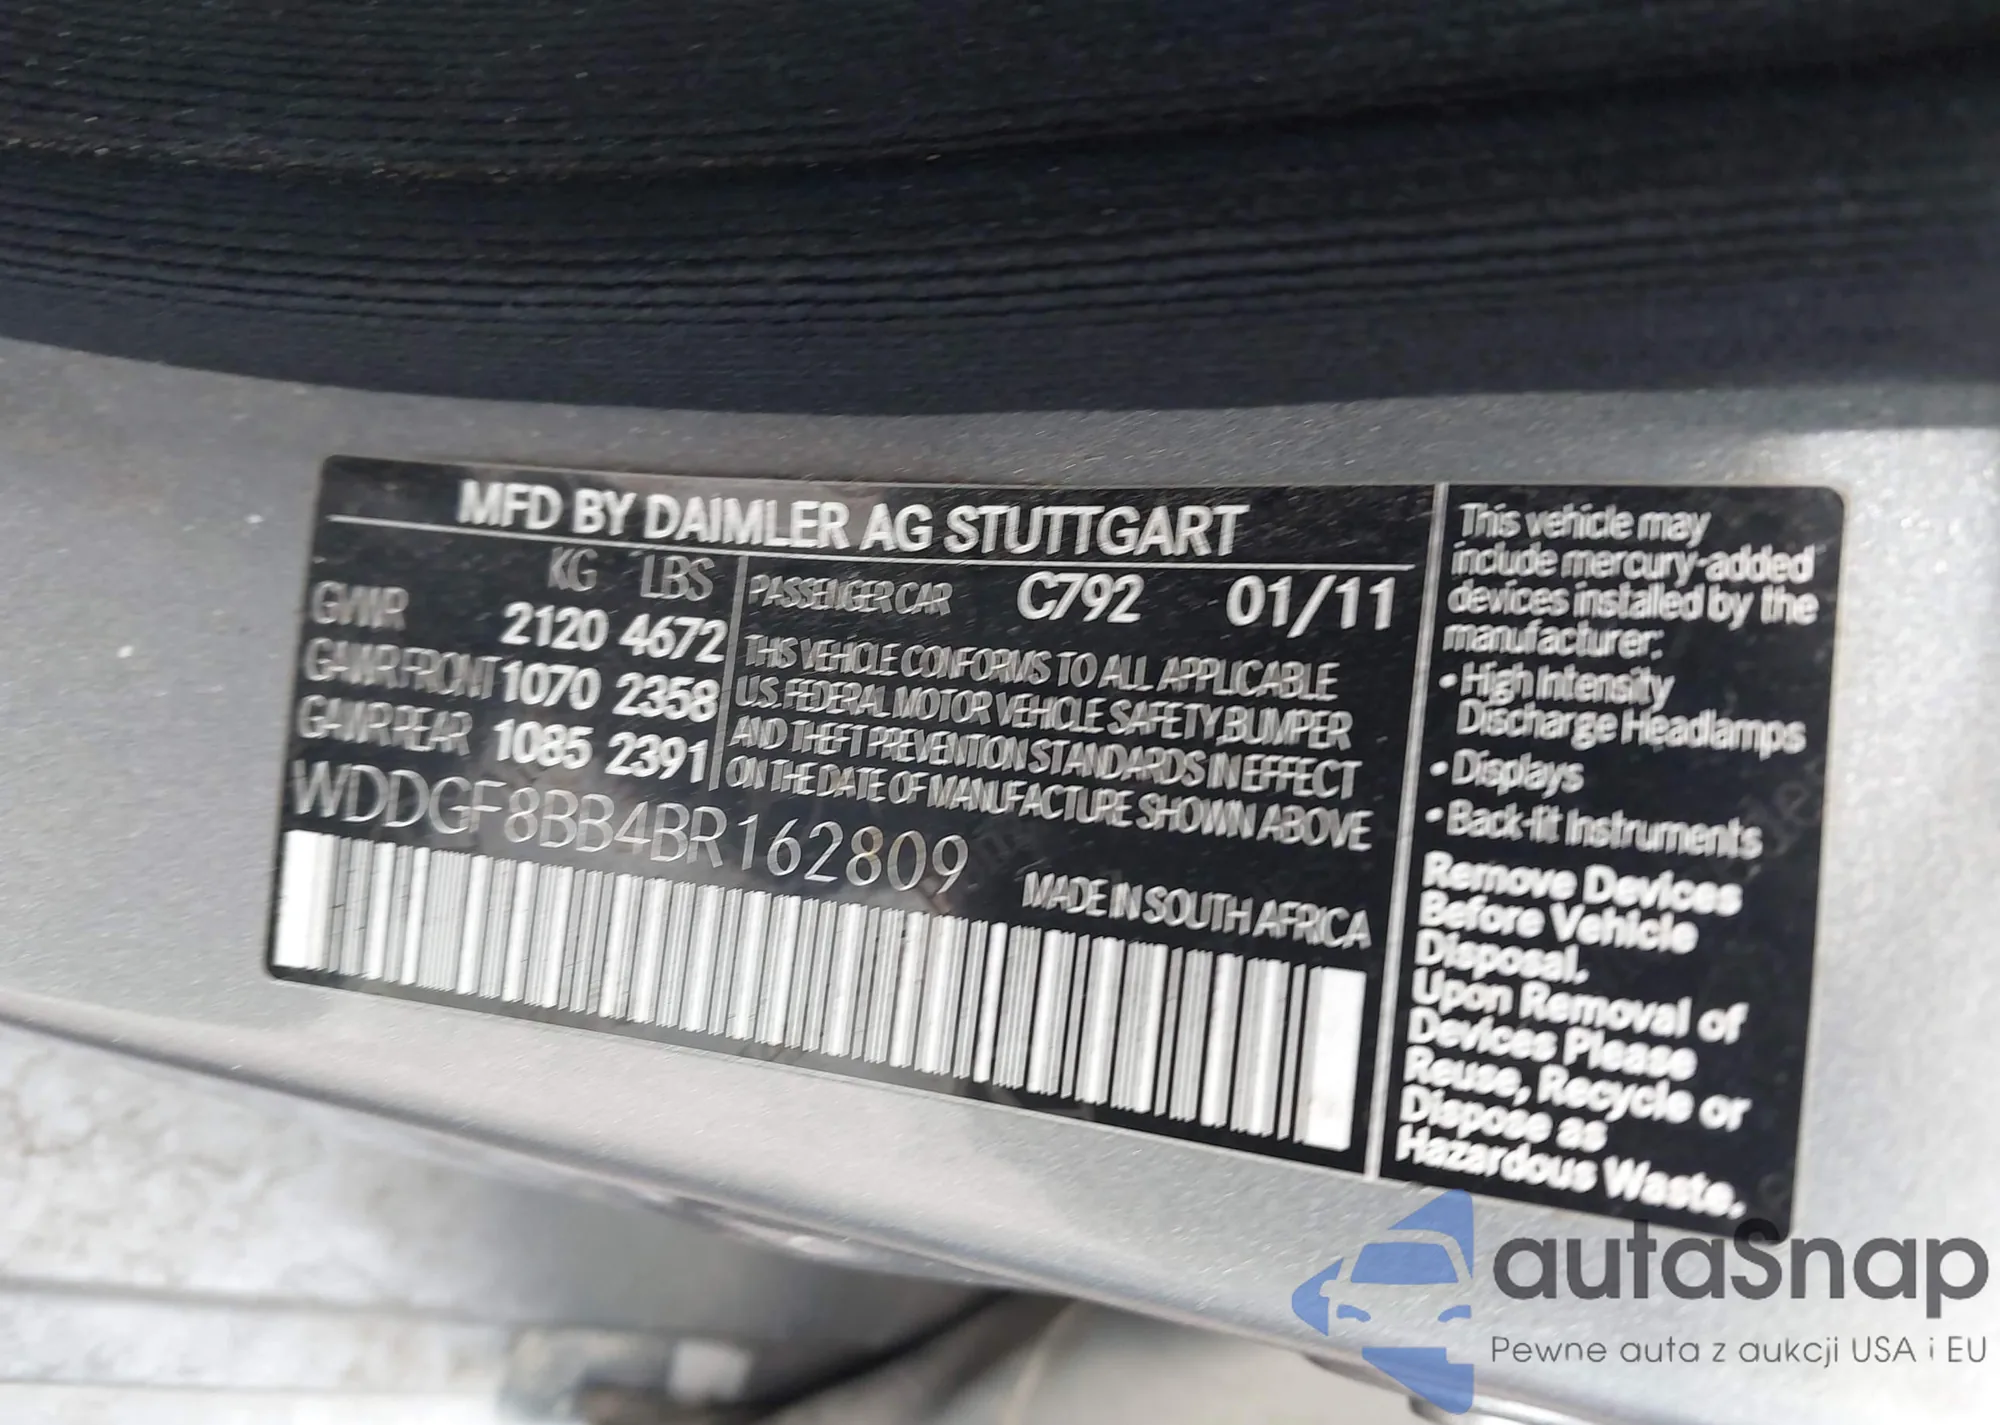 MFD BY DAIMLER AG STUTTGART
KG LBS
GVWR 2120 4672
GAWR FRONT 1070 2358
GAWR REAR 1085 2391
PASSENGER CAR C792 01/11
THIS VEHICLE CONFORMS TO ALL APPLICABLE
U.S. FEDERAL MOTOR VEHICLE SAFETY, BUMPER
AND THEFT PREVENTION STANDARDS IN EFFECT
ON THE DATE OF MANUFACTURE SHOWN ABOVE
WDDGF8BB4BR162809
MADE IN SOUTH AFRICA
This vehicle may
include mercury-added
devices installed by the
manufacturer:
• High Intensity
Discharge Headlamps
• Displays
• Back-lit Instruments
Remove Devices
Before Vehicle
Disposal.
Upon Removal of
Devices Please
Reuse, Recycle or
Dispose as
Hazardous Waste.
autaSnap
Pewne auta z aukcji USA i EU